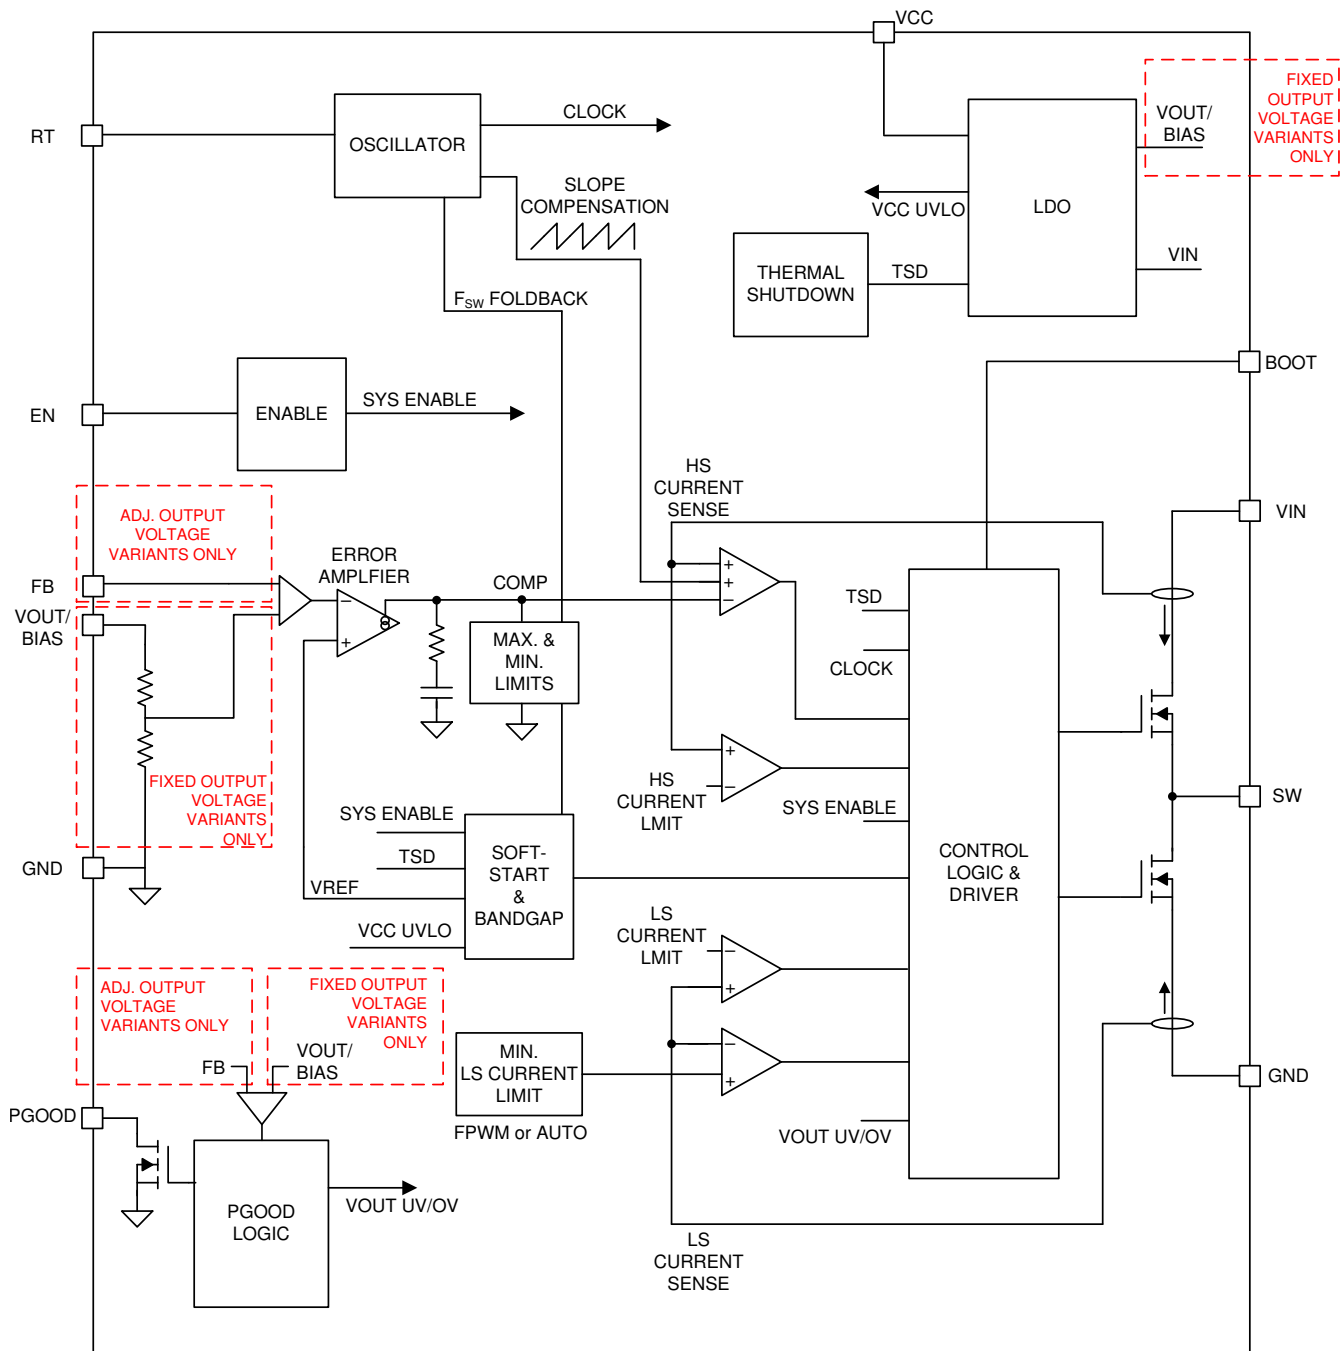 VCC
FIXED
OUTPUT
VOLTAGE
VARIANTS
ONLY
VOUT/
BIAS
RT
OSCILLATOR
CLOCK
SLOPE
COMPENSATION
LDO
VCC UVLO
VIN
THERMAL
SHUTDOWN
TSD
FSW FOLDBACK
BOOT
EN
ENABLE
SYS ENABLE
HS
CURRENT
SENSE
VIN
ADJ. OUTPUT
VOLTAGE
VARIANTS ONLY
ERROR
AMPLFIER
COMP
FB
VOUT/
BIAS
+
+
−
−
+
MAX. &
MIN.
LIMITS
TSD
CLOCK
+
−
HS
CURRENT
LMIT
FIXED OUTPUT
VOLTAGE
VARIANTS
ONLY
SYS ENABLE
SW
SYS ENABLE
TSD
VREF
VCC UVLO
SOFT-
START
&
BANDGAP
CONTROL
LOGIC &
DRIVER
GND
LS
CURRENT
LMIT
−
+
ADJ. OUTPUT
VOLTAGE
VARIANTS ONLY
FIXED OUTPUT
VOLTAGE
VARIANTS
ONLY
FB
VOUT/
BIAS
MIN.
LS CURRENT
LIMIT
−
+
GND
PGOOD
FPWM or AUTO
VOUT UV/OV
PGOOD
LOGIC
VOUT UV/OV
LS
CURRENT
SENSE